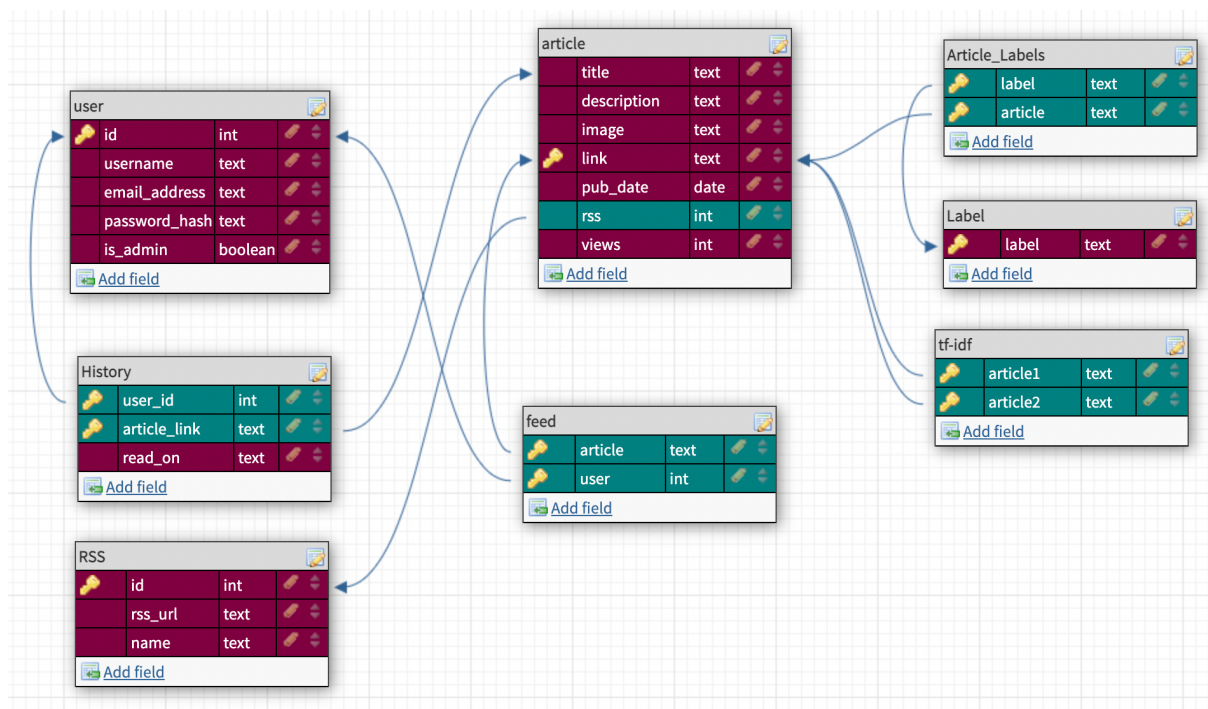 user
id int
username text
email_address text
password_hash text
is_admin boolean
Add field
History
user_id int
article_link text
read_on text
Add field
RSS
id int
rss_url text
name text
Add field
article
title text
description text
image text
link text
pub_date date
rss int
views int
Add field
feed
article text
user int
Add field
Article_Labels
label text
article text
Add field
Label
label text
Add field
tf-idf
article1 text
article2 text
Add field